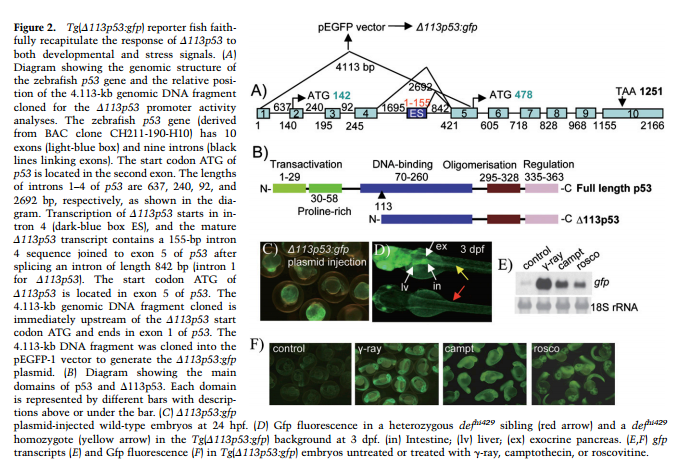 Figure 2. Tg(Δ113p53:gfp) reporter fish faith-
fully recapitulate the response of Δ113p53 to
both developmental and stress signals. (A)
Diagram showing the genomic structure of
the zebrafish p53 gene and the relative posi-
tion of the 4.113-kb genomic DNA fragment
cloned for the Δ113p53 promoter activity
analyses. The zebrafish p53 gene (derived
from BAC clone CH211-190-H10) has 10
exons (light-blue box) and nine introns (black
lines linking exons). The start codon ATG of
p53 is located in the second exon. The lengths
of introns 1–4 of p53 are 637, 240, 92, and
2692 bp, respectively, as shown in the dia-
gram. Transcription of Δ113p53 starts in in-
tron 4 (dark-blue box ES), and the mature
Δ113p53 transcript contains a 155-bp intron
4 sequence joined to exon 5 of p53 after
splicing an intron of length 842 bp (intron 1
for Δ113p53). The start codon ATG of
Δ113p53 is located in exon 5 of p53. The
4.113-kb genomic DNA fragment cloned is
immediately upstream of the Δ113p53 start
codon ATG and ends in exon 1 of p53. The
4.113-kb DNA fragment was cloned into the
pEGFP-1 vector to generate the Δ113p53:gfp
plasmid. (B) Diagram showing the main
domains of p53 and Δ113p53. Each domain
is represented by different bars with descrip-
tions above or under the bar. (C) Δ113p53:gfp
plasmid-injected wild-type embryos at 24 hpf. (D) Gfp fluorescence in a heterozygous def^hi429 sibling (red arrow) and a def^hi429
homozygote (yellow arrow) in the Tg(Δ113p53:gfp) background at 3 dpf. (in) Intestine; (lv) liver; (ex) exocrine pancreas. (E,F) gfp
transcripts (E) and Gfp fluorescence (F) in Tg(Δ113p53:gfp) embryos untreated or treated with γ-ray, camptothecin, or roscovitine.
pEGFP vector → Δ113p53:gfp
4113 bp
2692
A) ATG 142 1-155 ATG 478 TAA 1251
637 240 92 1695 842
1 2 3 4 ES 5 6 7 8 9 10
1 140 195 245 421 605 718 828 968 1155 2166
B)
Transactivation DNA-binding Oligomerisation Regulation
1-29 70-260 295-328 335-363
N- -C Full length p53
30-58 113
Proline-rich
N- -C Δ113p53
C) Δ113p53:gfp
plasmid injection
D) ex 3 dpf
lv in
E) control γ-ray campt rosco
gfp
18S rRNA
F) control γ-ray campt rosco